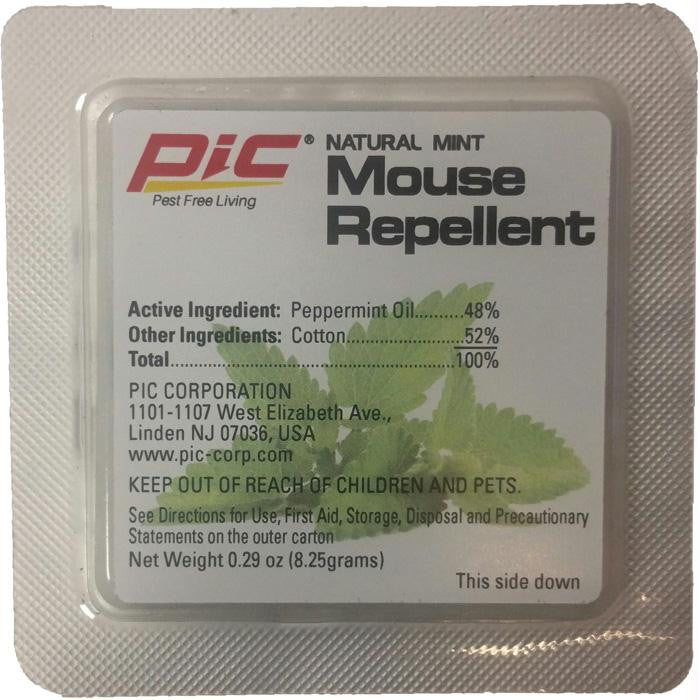 PiC® NATURAL MINT
Mouse
Repellent
Pest Free Living
Active Ingredient: Peppermint Oil..........48%
Other Ingredients: Cotton......................52%
Total.....................................................100%
PIC CORPORATION
1101-1107 West Elizabeth Ave.,
Linden NJ 07036, USA
www.pic-corp.com
KEEP OUT OF REACH OF CHILDREN AND PETS.
See Directions for Use, First Aid, Storage, Disposal and Precautionary
Statements on the outer carton
Net Weight 0.29 oz (8.25grams)
This side down